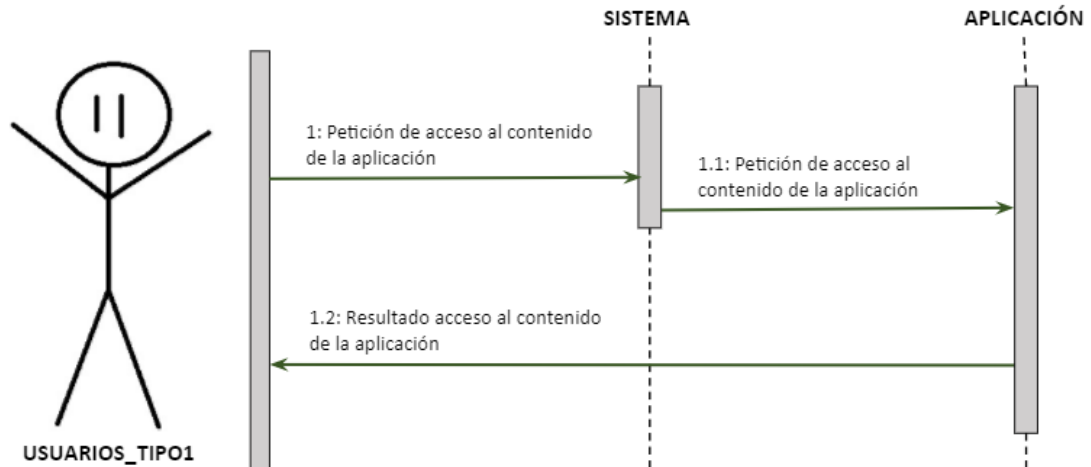 SISTEMA
APLICACIÓN
1: Petición de acceso al contenido
de la aplicación
1.1: Petición de acceso al
contenido de la aplicación
1.2: Resultado acceso al contenido
de la aplicación
USUARIOS_TIPO1